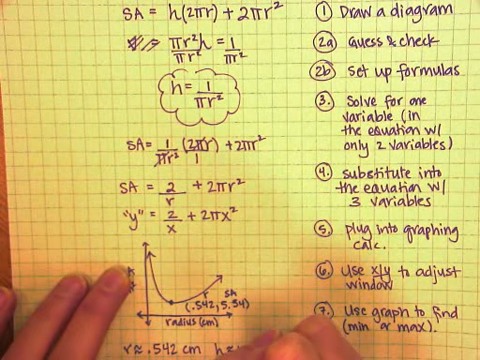 SA = h(2πr) + 2πr²
πr²h = 1
πr² πr²
h = 1
πr²
SA = 1 (2πr) + 2πr²
πr² 1
SA = 2 + 2πr²
r
"y" = 2 + 2πx²
x
SA
(.542, 5.54)
radius (cm)
r ≈ .542 cm h ≈
① Draw a diagram
②a Guess & check
②b Set up formulas
③. Solve for one
variable (in
the equation w/
only 2 variables)
④. substitute into
the equation w/
3 variables
⑤. plug into graphing
calc.
⑥. Use x/y to adjust
window
⑦. Use graph to find
(min or max).